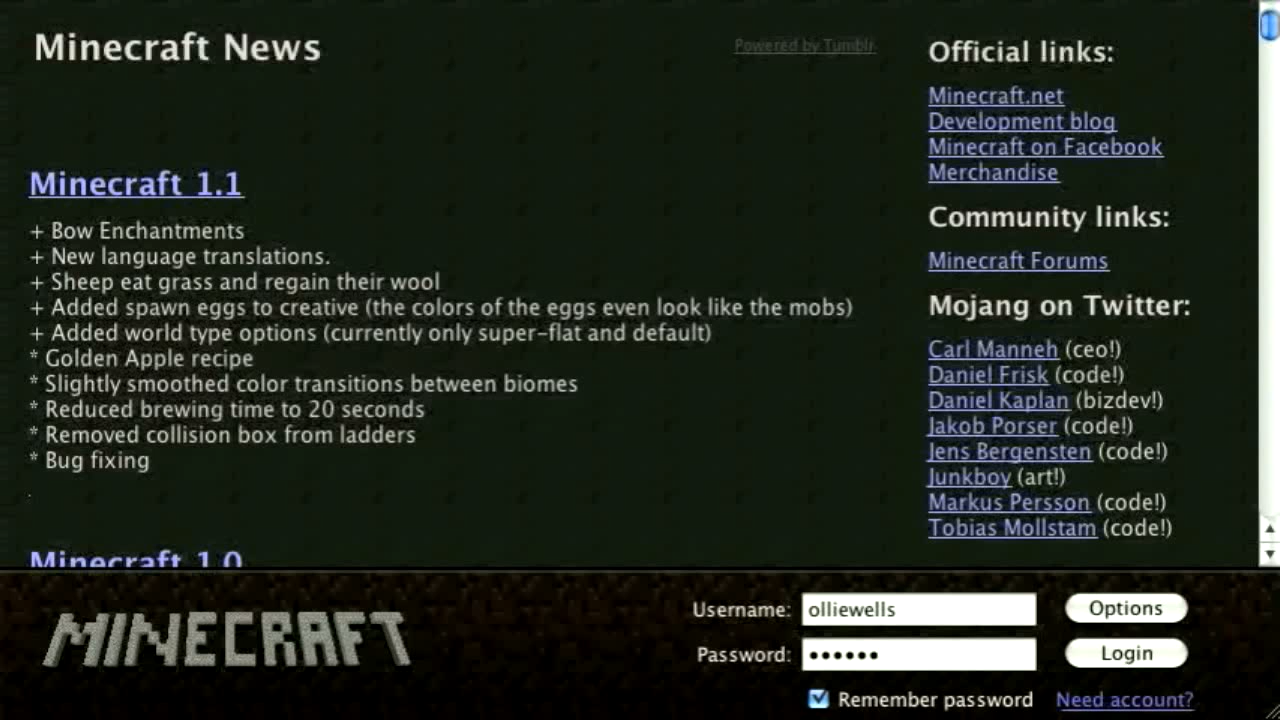 Minecraft News
Powered by Tumblr
Minecraft 1.1
+ Bow Enchantments
+ New language translations.
+ Sheep eat grass and regain their wool
+ Added spawn eggs to creative (the colors of the eggs even look like the mobs)
+ Added world type options (currently only super-flat and default)
* Golden Apple recipe
* Slightly smoothed color transitions between biomes
* Reduced brewing time to 20 seconds
* Removed collision box from ladders
* Bug fixing
.
Minecraft 1.0
Official links:
Minecraft.net
Development blog
Minecraft on Facebook
Merchandise
Community links:
Minecraft Forums
Mojang on Twitter:
Carl Manneh (ceo!)
Daniel Frisk (code!)
Daniel Kaplan (bizdev!)
Jakob Porser (code!)
Jens Bergensten (code!)
Junkboy (art!)
Markus Persson (code!)
Tobias Mollstam (code!)
MINECRAFT
Username: olliewells Options
Password: •••••• Login
Remember password Need account?